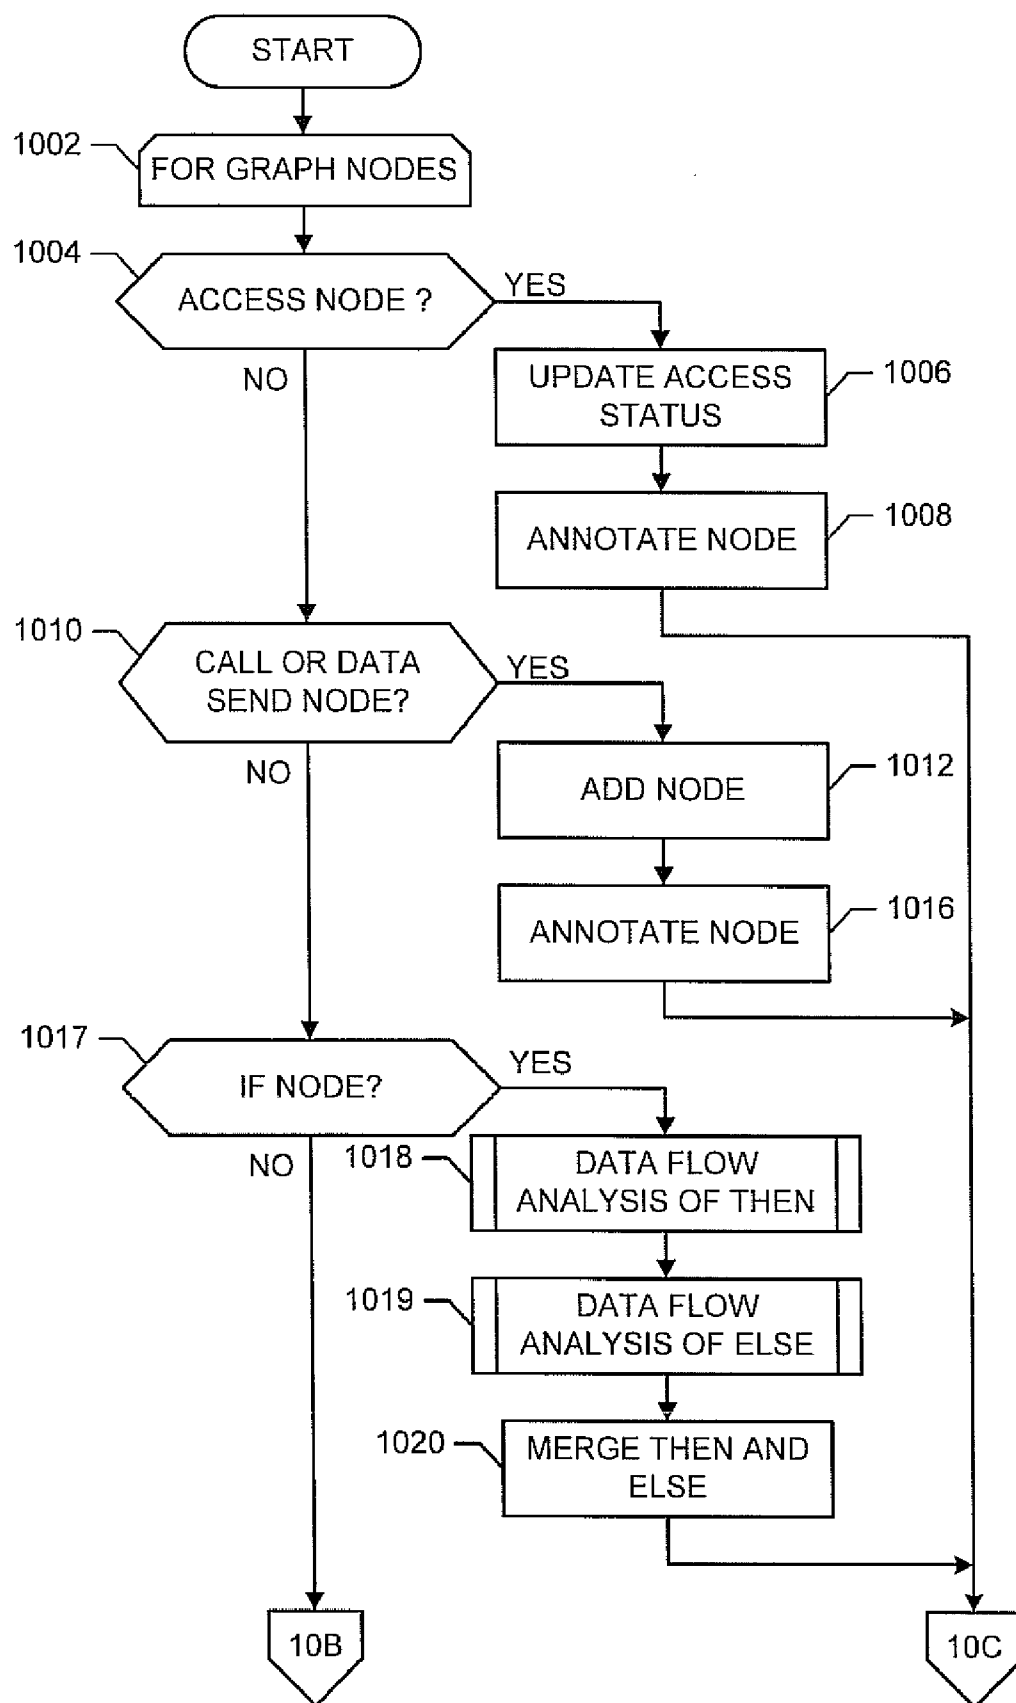 START
1002
FOR GRAPH NODES
1004
ACCESS NODE ?
YES
NO
UPDATE ACCESS
STATUS
1006
ANNOTATE NODE
1008
1010
CALL OR DATA
SEND NODE?
YES
NO
ADD NODE
1012
ANNOTATE NODE
1016
1017
IF NODE?
YES
NO
1018
DATA FLOW
ANALYSIS OF THEN
1019
DATA FLOW
ANALYSIS OF ELSE
1020
MERGE THEN AND
ELSE
10B
10C